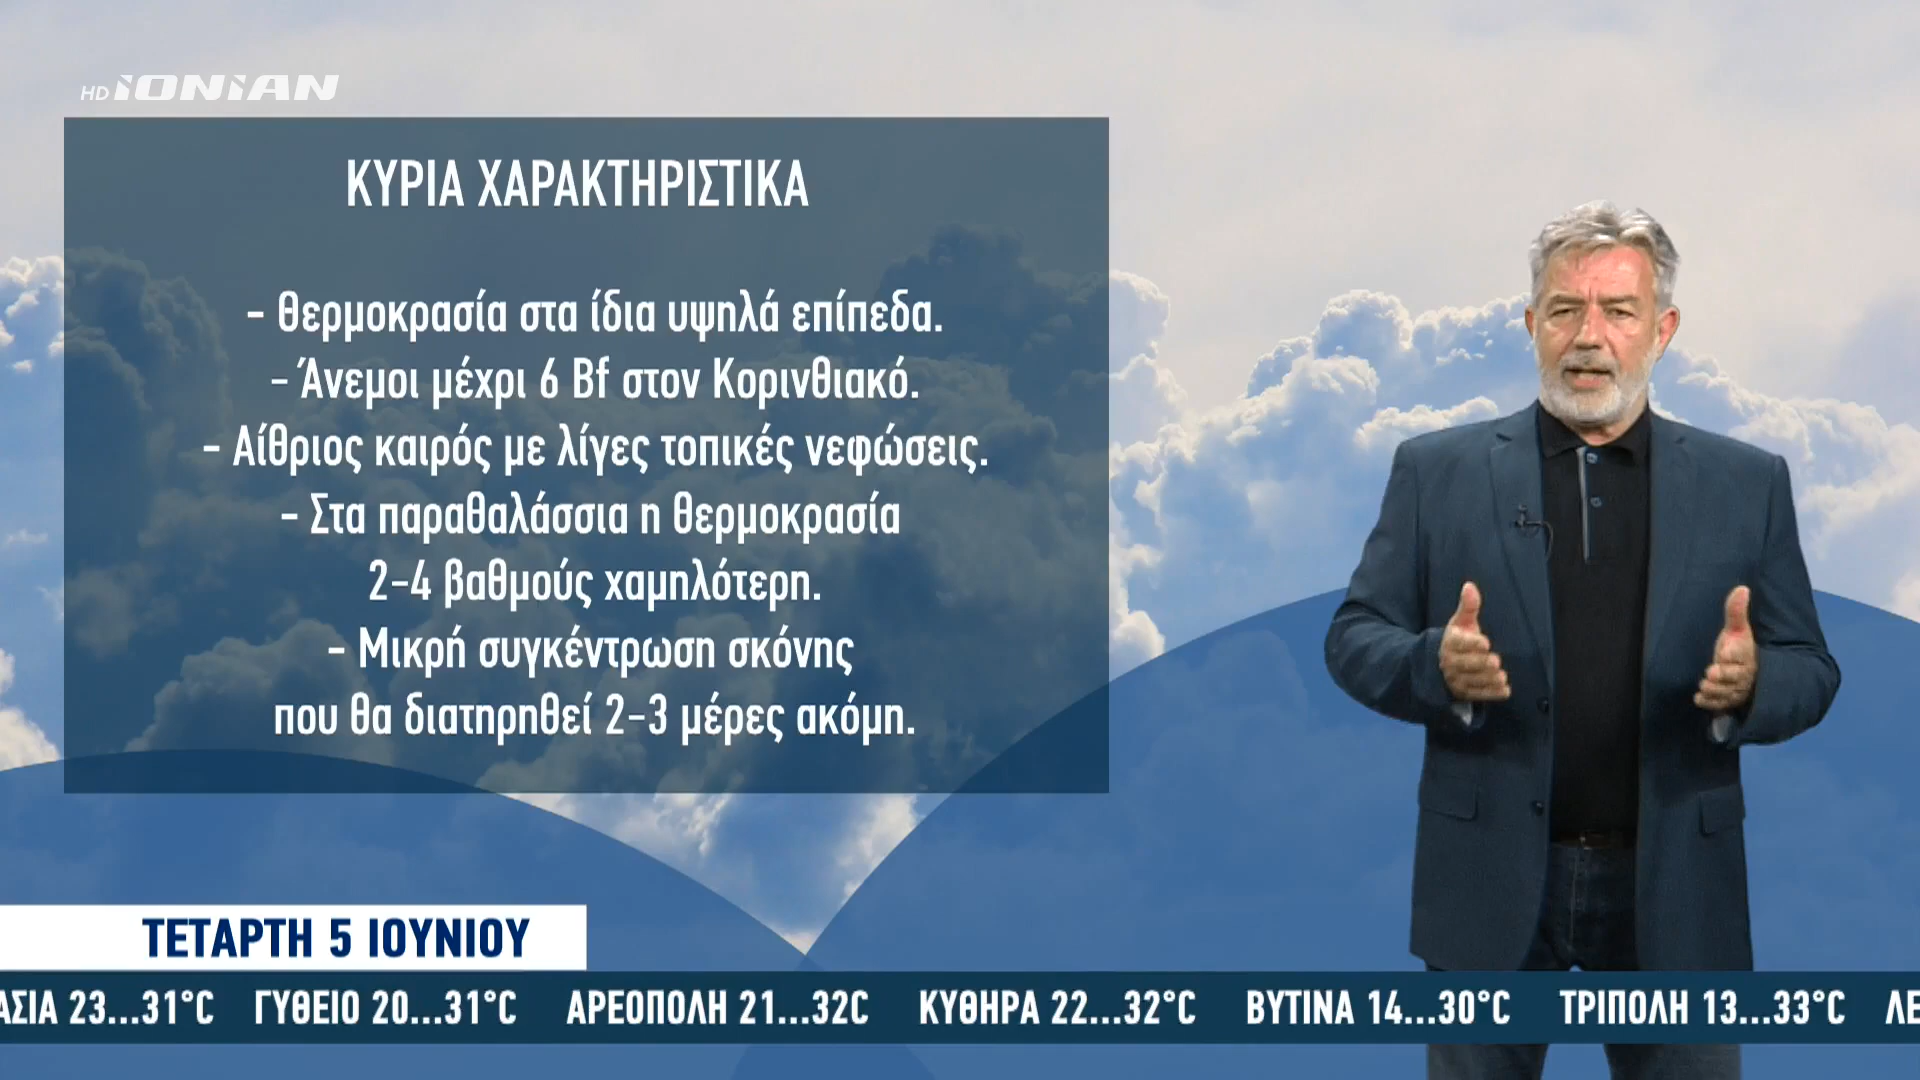 HD IONIAN
ΚΥΡΙΑ ΧΑΡΑΚΤΗΡΙΣΤΙΚΑ
- Θερμοκρασία στα ίδια υψηλά επίπεδα.
- Άνεμοι μέχρι 6 Bf στον Κορινθιακό.
- Αίθριος καιρός με λίγες τοπικές νεφώσεις.
- Στα παραθαλάσσια η θερμοκρασία
2-4 βαθμούς χαμηλότερη.
- Μικρή συγκέντρωση σκόνης
που θα διατηρηθεί 2-3 μέρες ακόμη.
ΤΕΤΑΡΤΗ 5 ΙΟΥΝΙΟΥ
ΑΣΙΑ 23...31°C ΓΥΘΕΙΟ 20...31°C ΑΡΕΟΠΟΛΗ 21...32C ΚΥΘΗΡΑ 22...32°C ΒΥΤΙΝΑ 14...30°C ΤΡΙΠΟΛΗ 13...33°C ΛΕ